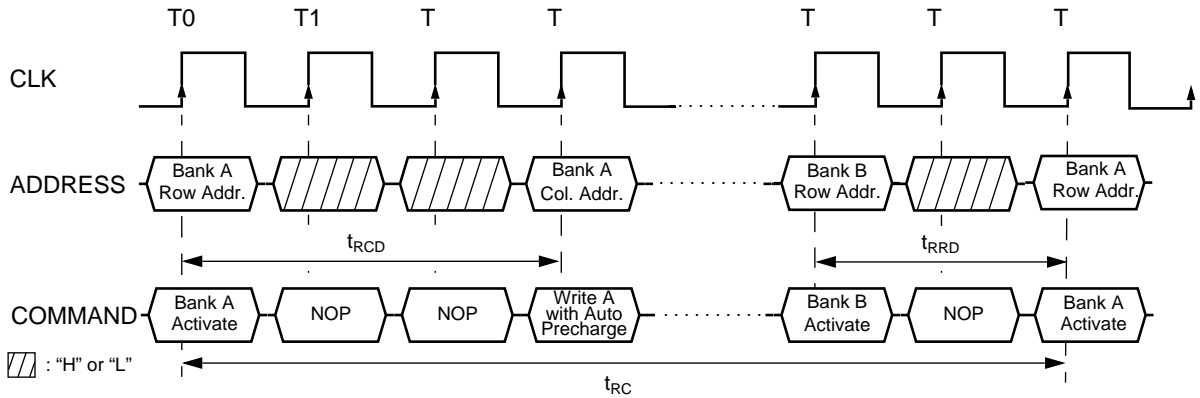 T0 T1 T T T T T
CLK
ADDRESS
Bank A
Row Addr.
Bank A
Col. Addr.
Bank B
Row Addr.
Bank A
Row Addr.
tRCD
tRRD
COMMAND
Bank A
Activate
NOP
NOP
Write A
with Auto
Precharge
Bank B
Activate
NOP
Bank A
Activate
: “H” or “L”
tRC